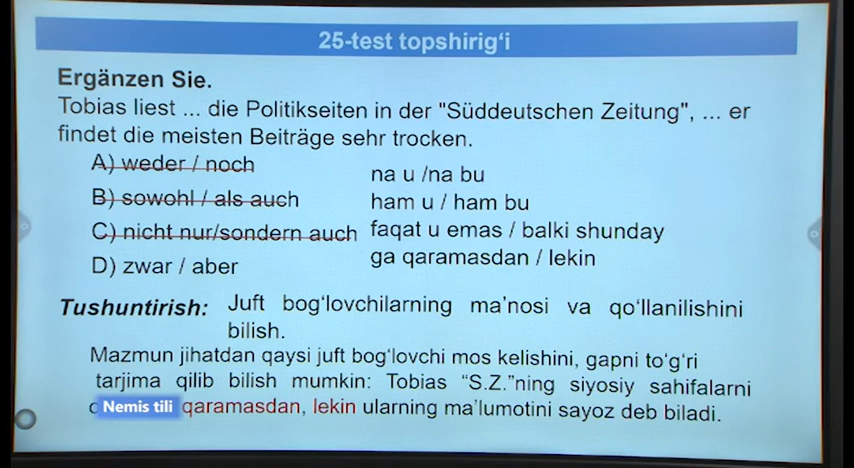 25-test topshirig‘i
Ergänzen Sie.
Tobias liest ... die Politikseiten in der "Süddeutschen Zeitung", ... er
findet die meisten Beiträge sehr trocken.
A) weder / noch
na u /na bu
B) sowohl / als auch
ham u / ham bu
C) nicht nur/sondern auch
faqat u emas / balki shunday
D) zwar / aber
ga qaramasdan / lekin
Tushuntirish: Juft bog‘lovchilarning ma’nosi va qo‘llanilishini
bilish.
Mazmun jihatdan qaysi juft bog‘lovchi mos kelishini, gapni to‘g‘ri
tarjima qilib bilish mumkin: Tobias “S.Z.”ning siyosiy sahifalarni
Nemis tili qaramasdan, lekin ularning ma’lumotini sayoz deb biladi.